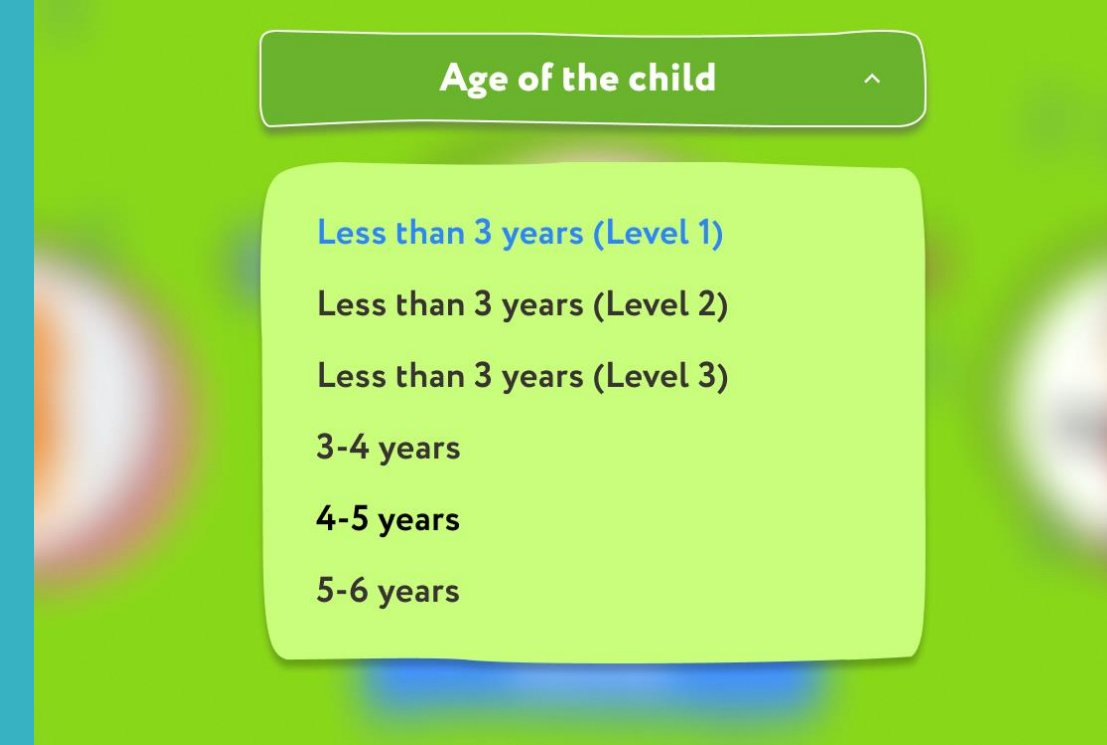 Age of the child
Less than 3 years (Level 1)
Less than 3 years (Level 2)
Less than 3 years (Level 3)
3-4 years
4-5 years
5-6 years